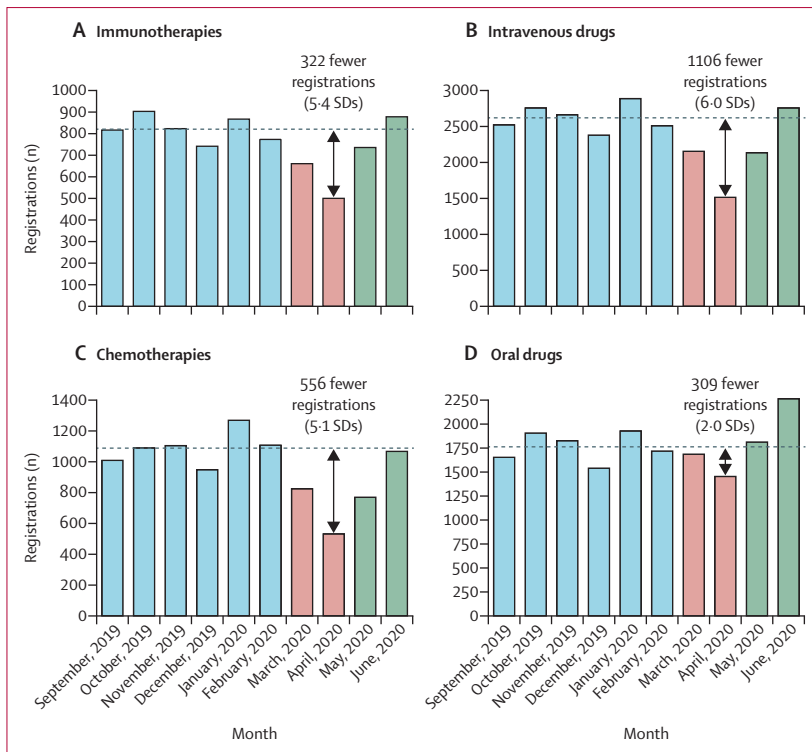 A Immunotherapies
322 fewer
registrations
(5·4 SDs)
Registrations (n)
1000
900
800
700
600
500
400
300
200
100
0
B Intravenous drugs
1106 fewer
registrations
(6·0 SDs)
3000
2500
2000
1500
1000
500
0
C Chemotherapies
556 fewer
registrations
(5·1 SDs)
Registrations (n)
1400
1200
1000
800
600
400
200
0
September, 2019
October, 2019
November, 2019
December, 2019
January, 2020
February, 2020
March, 2020
April, 2020
May, 2020
June, 2020
Month
D Oral drugs
309 fewer
registrations
(2·0 SDs)
2250
2000
1750
1500
1250
1000
750
500
250
0
September, 2019
October, 2019
November, 2019
December, 2019
January, 2020
February, 2020
March, 2020
April, 2020
May, 2020
June, 2020
Month